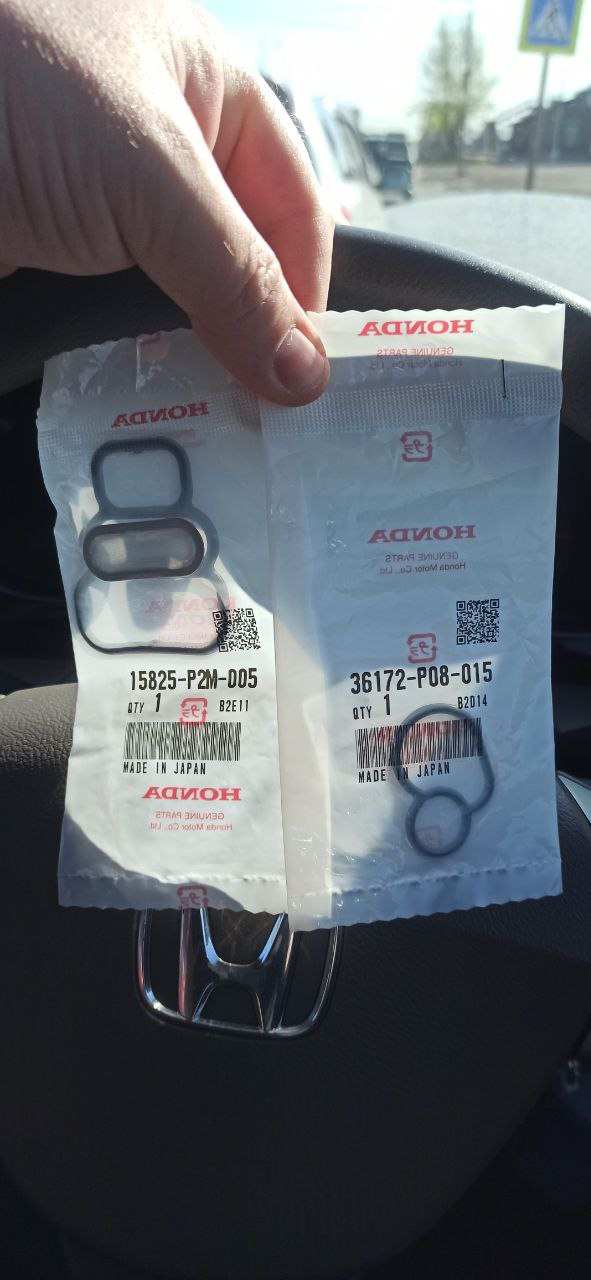 HONDA
GENUINE PARTS
Honda Motor Co., Ltd.
HONDA
HONDA
GENUINE PARTS
Honda Motor Co., Ltd.
15825-P2M-005
QTY 1 B2E11
MADE IN JAPAN
HONDA
GENUINE PARTS
Honda Motor Co., Ltd.
36172-P08-015
QTY 1 B2D14
MADE IN JAPAN